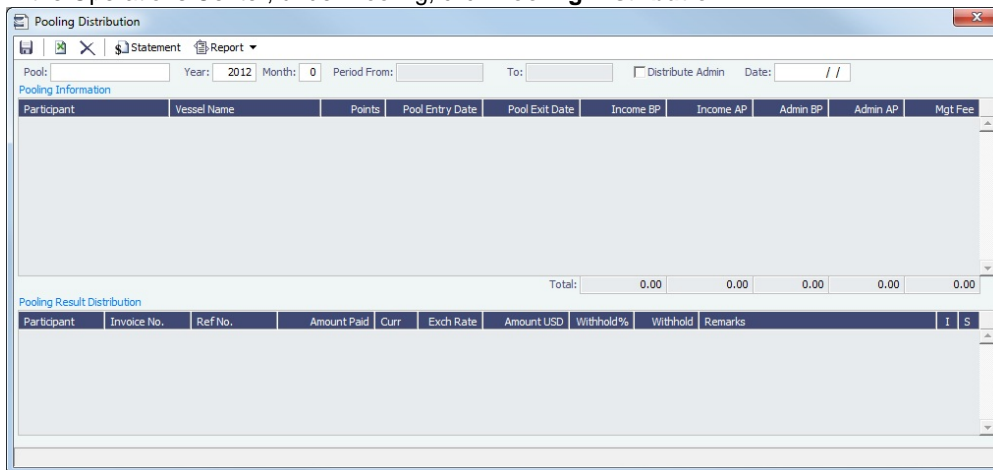 Pooling Distribution
Statement Report
Pool: Year: 2012 Month: 0 Period From: To: Distribute Admin Date: / /
Pooling Information
Participant Vessel Name Points Pool Entry Date Pool Exit Date Income BP Income AP Admin BP Admin AP Mgt Fee
Total: 0.00 0.00 0.00 0.00 0.00
Pooling Result Distribution
Participant Invoice No. Ref No. Amount Paid Curr Exch Rate Amount USD Withhold% Withhold Remarks I S